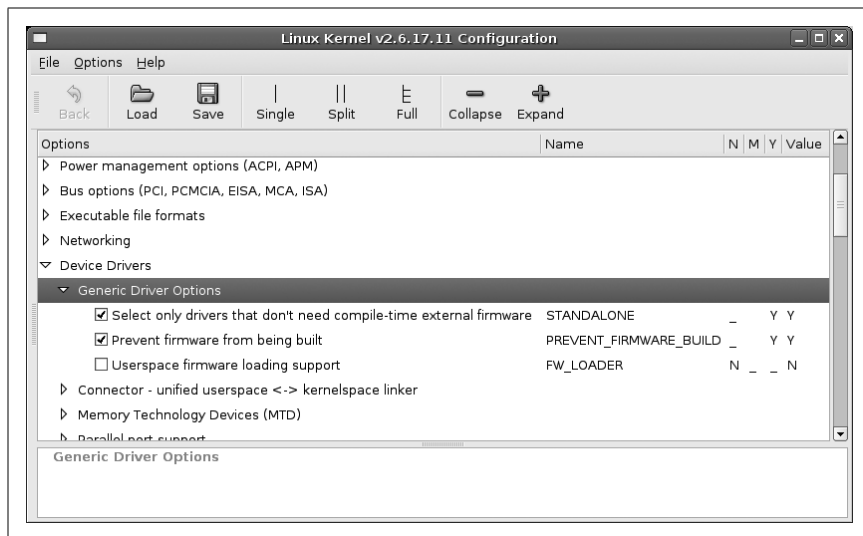 Linux Kernel v2.6.17.11 Configuration
File Options Help
Back Load Save Single Split Full Collapse Expand
Options Name N M Y Value
Power management options (ACPI, APM)
Bus options (PCI, PCMCIA, EISA, MCA, ISA)
Executable file formats
Networking
Device Drivers
Generic Driver Options
Select only drivers that don't need compile-time external firmware STANDALONE _ Y Y
Prevent firmware from being built PREVENT_FIRMWARE_BUILD _ Y Y
Userspace firmware loading support FW_LOADER N _ _ N
Connector - unified userspace <-> kernelspace linker
Memory Technology Devices (MTD)
Parallel port support
Generic Driver Options